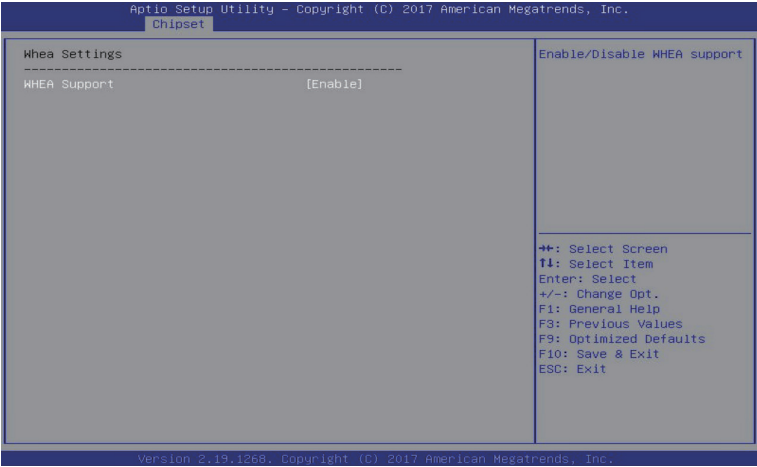 Aptio Setup Utility – Copyright (C) 2017 American Megatrends, Inc.
Chipset
Whea Settings
--------------------------------------------------
WHEA Support [Enable]
Enable/Disable WHEA support
→←: Select Screen
↑↓: Select Item
Enter: Select
+/-: Change Opt.
F1: General Help
F3: Previous Values
F9: Optimized Defaults
F10: Save & Exit
ESC: Exit
Version 2.19.1268. Copyright (C) 2017 American Megatrends, Inc.